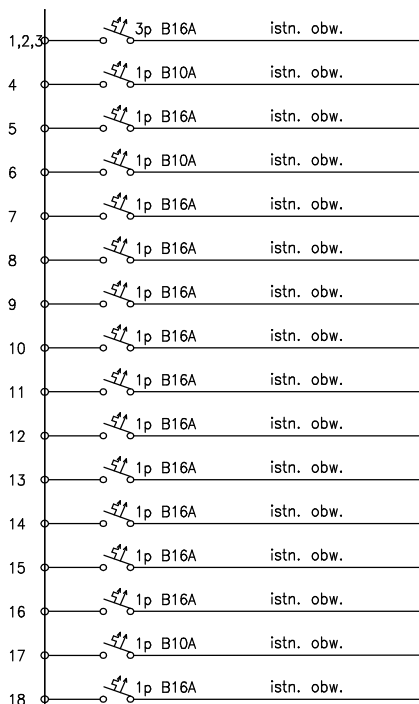 1,2,3 3p B16A istn. obw.
4 1p B10A istn. obw.
5 1p B16A istn. obw.
6 1p B10A istn. obw.
7 1p B16A istn. obw.
8 1p B16A istn. obw.
9 1p B16A istn. obw.
10 1p B16A istn. obw.
11 1p B16A istn. obw.
12 1p B16A istn. obw.
13 1p B16A istn. obw.
14 1p B16A istn. obw.
15 1p B16A istn. obw.
16 1p B16A istn. obw.
17 1p B10A istn. obw.
18 1p B16A istn. obw.